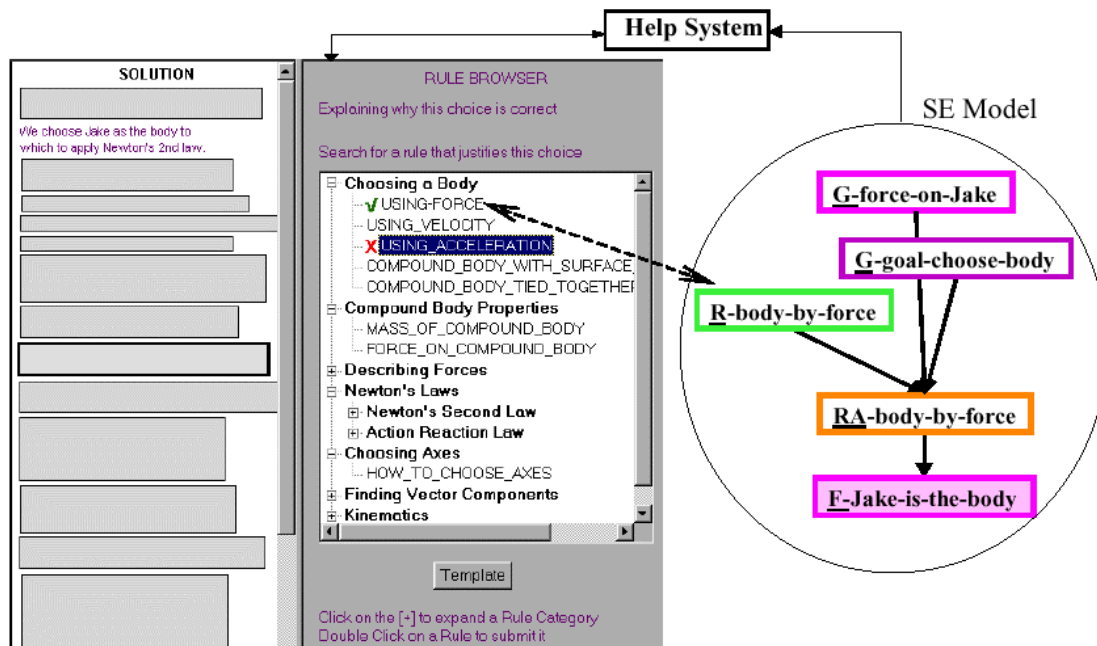 Help System
SE Model
SOLUTION
We choose Jake as the body to
which to apply Newton's 2nd law.
RULE BROWSER
Explaining why this choice is correct
Search for a rule that justifies this choice
Choosing a Body
USING-FORCE
USING_VELOCITY
USING_ACCELERATION
COMPOUND_BODY_WITH_SURFACE_
COMPOUND_BODY_TIED_TOGETHER
Compound Body Properties
MASS_OF_COMPOUND_BODY
FORCE_ON_COMPOUND_BODY
Describing Forces
Newton's Laws
Newton's Second Law
Action Reaction Law
Choosing Axes
HOW_TO_CHOOSE_AXES
Finding Vector Components
Kinematics
Template
Click on the [+] to expand a Rule Category
Double Click on a Rule to submit it
G-force-on-Jake
G-goal-choose-body
R-body-by-force
RA-body-by-force
F-Jake-is-the-body